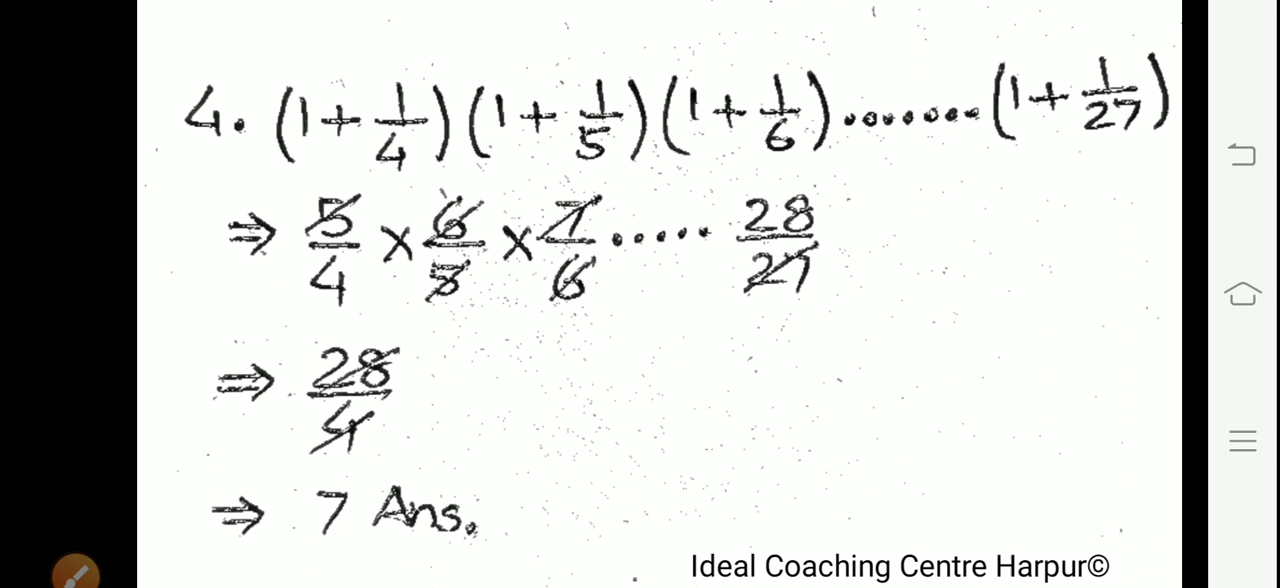 4. (1 + 1/4) (1 + 1/5) (1 + 1/6) ........ (1 + 1/27)
⇒ 5/4 × 6/5 × 7/6 ..... 28/27
⇒ 28/4
⇒ 7 Ans.
Ideal Coaching Centre Harpur©